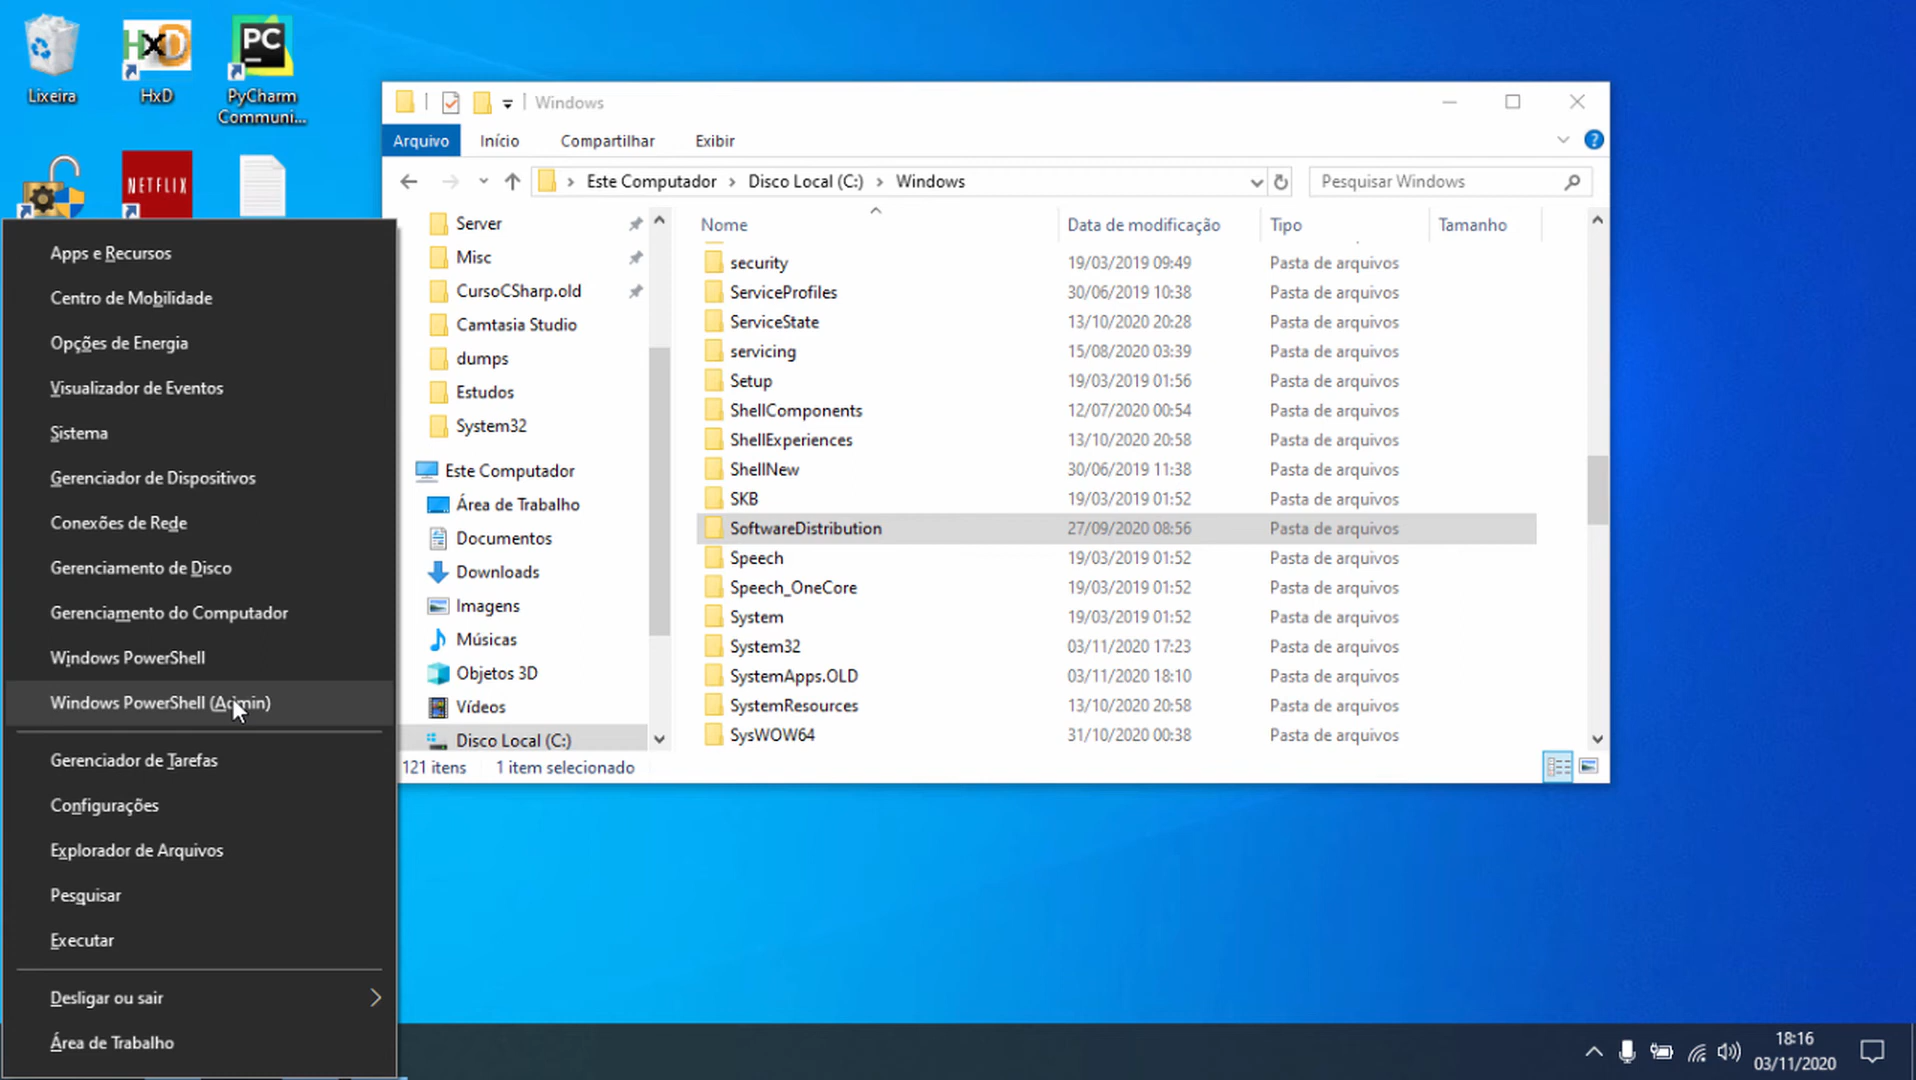 Lixeira
HxD
HxD
PC
PyCharm
Communi...
NETFLIX
Windows
Arquivo
Início
Compartilhar
Exibir
Este Computador
Disco Local (C:)
Windows
Pesquisar Windows
Server
Misc
CursoCSharp.old
Camtasia Studio
dumps
Estudos
System32
Este Computador
Área de Trabalho
Documentos
Downloads
Imagens
Músicas
Objetos 3D
Vídeos
Disco Local (C:)
Nome Data de modificação Tipo Tamanho
security 19/03/2019 09:49 Pasta de arquivos
ServiceProfiles 30/06/2019 10:38 Pasta de arquivos
ServiceState 13/10/2020 20:28 Pasta de arquivos
servicing 15/08/2020 03:39 Pasta de arquivos
Setup 19/03/2019 01:56 Pasta de arquivos
ShellComponents 12/07/2020 00:54 Pasta de arquivos
ShellExperiences 13/10/2020 20:58 Pasta de arquivos
ShellNew 30/06/2019 11:38 Pasta de arquivos
SKB 19/03/2019 01:52 Pasta de arquivos
SoftwareDistribution 27/09/2020 08:56 Pasta de arquivos
Speech 19/03/2019 01:52 Pasta de arquivos
Speech_OneCore 19/03/2019 01:52 Pasta de arquivos
System 19/03/2019 01:52 Pasta de arquivos
System32 03/11/2020 17:23 Pasta de arquivos
SystemApps.OLD 03/11/2020 18:10 Pasta de arquivos
SystemResources 13/10/2020 20:58 Pasta de arquivos
SysWOW64 31/10/2020 00:38 Pasta de arquivos
121 itens 1 item selecionado
Apps e Recursos
Centro de Mobilidade
Opções de Energia
Visualizador de Eventos
Sistema
Gerenciador de Dispositivos
Conexões de Rede
Gerenciamento de Disco
Gerenciamento do Computador
Windows PowerShell
Windows PowerShell (Admin)
Gerenciador de Tarefas
Configurações
Explorador de Arquivos
Pesquisar
Executar
Desligar ou sair
Área de Trabalho
18:16
03/11/2020